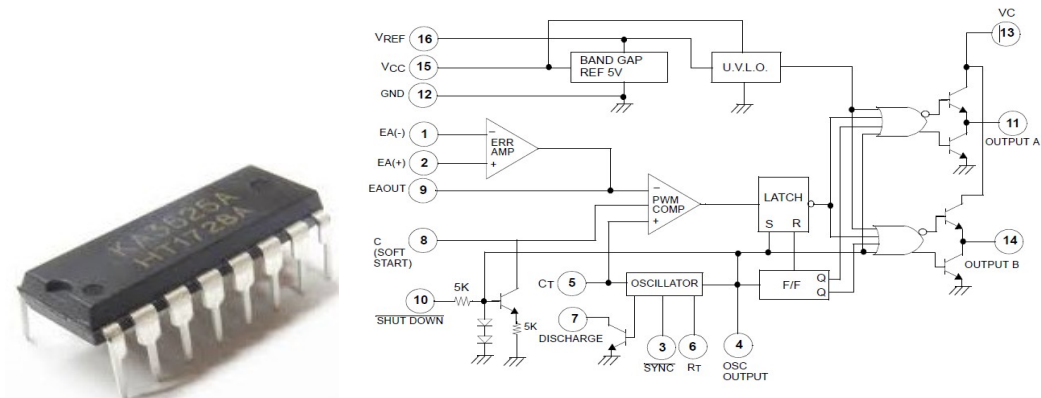 KA3525A
HT1728A
VREF 16
VCC 15
GND 12
BAND GAP
REF 5V
U.V.L.O.
VC
13
EA(-) 1
EA(+) 2
EAOUT 9
−
ERR
AMP
+
−
PWM
COMP
+
LATCH
S R
11
OUTPUT A
14
OUTPUT B
C
(SOFT
START)
8
CT 5
OSCILLATOR
F/F
Q
Q
10
SHUT DOWN
5K
5K
7
DISCHARGE
3
SYNC
6
RT
4
OSC
OUTPUT